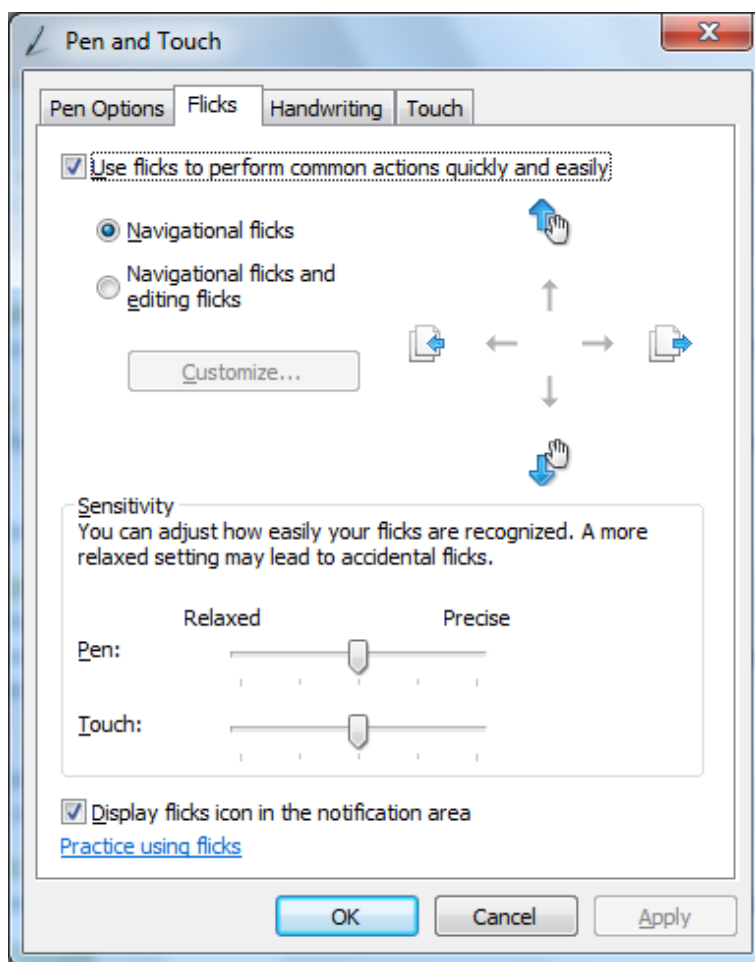 Pen and Touch
Pen Options Flicks Handwriting Touch
Use flicks to perform common actions quickly and easily
Navigational flicks
Navigational flicks and
editing flicks
Customize...
Sensitivity
You can adjust how easily your flicks are recognized. A more
relaxed setting may lead to accidental flicks.
Relaxed Precise
Pen:
Touch:
Display flicks icon in the notification area
Practice using flicks
OK Cancel Apply